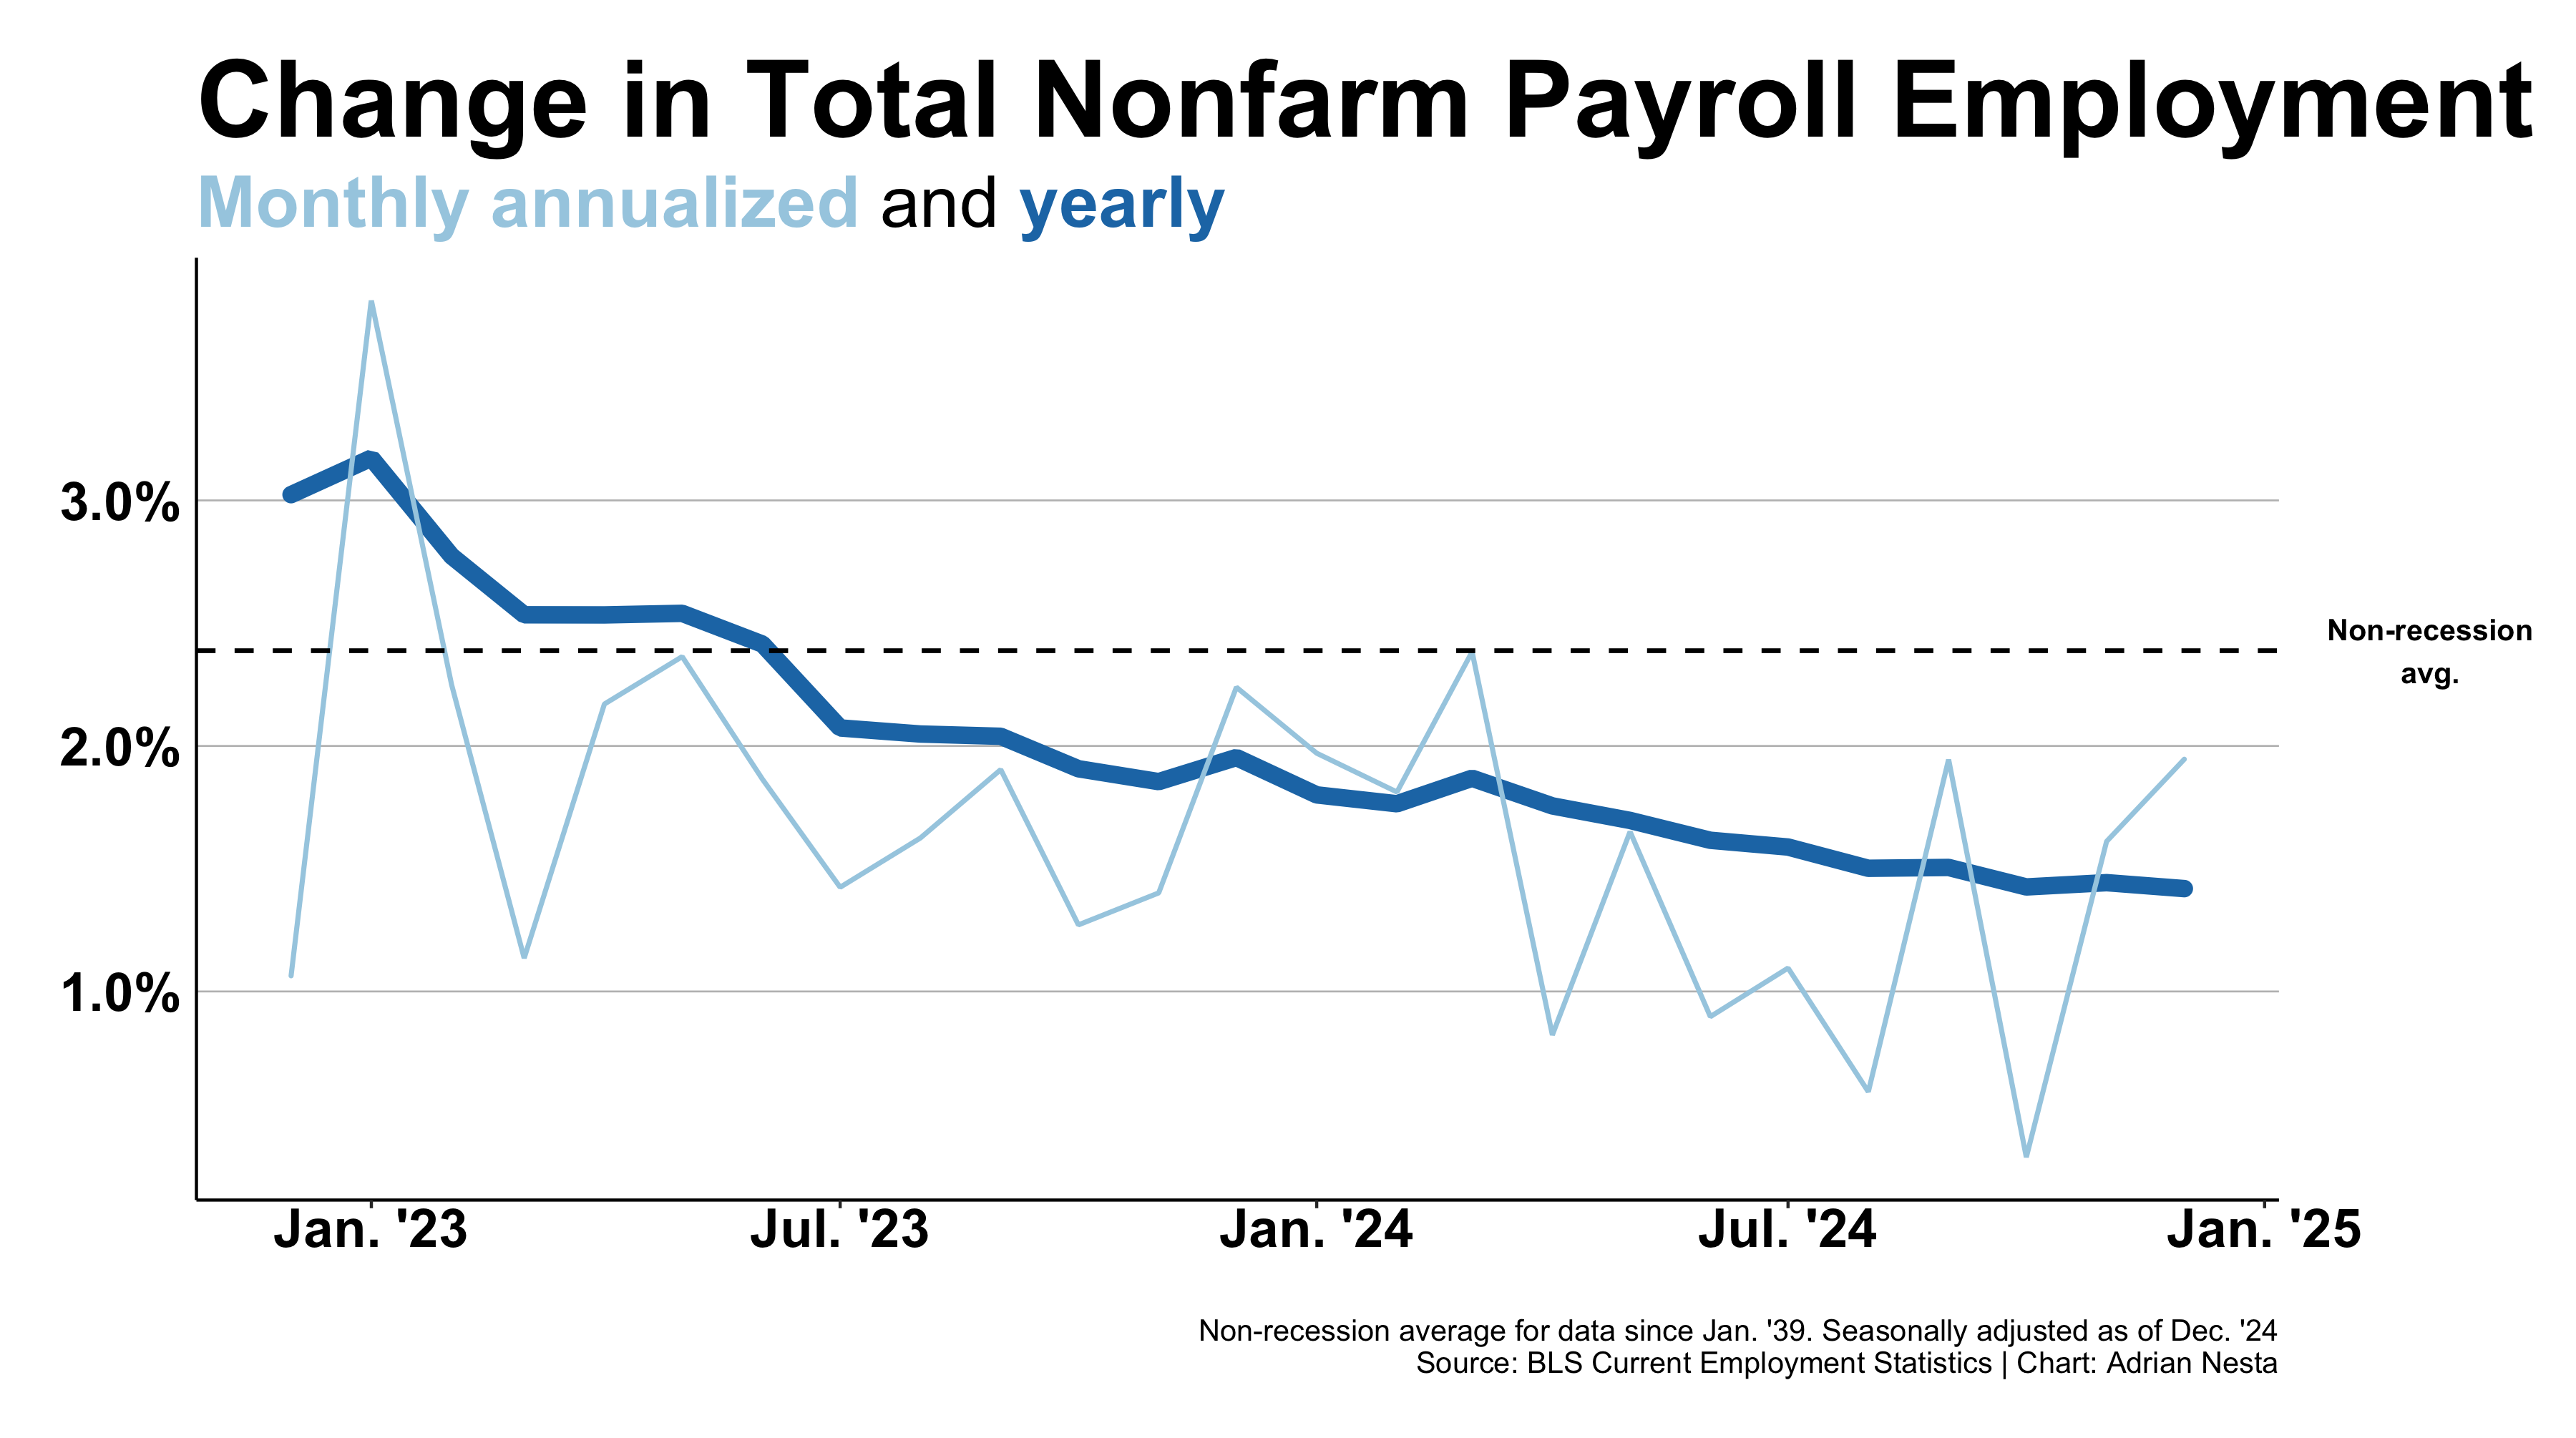 Change in Total Nonfarm Payroll Employment
Monthly annualized and yearly
3.0%
Non-recession
avg.
2.0%
1.0%
Jan. '23 Jul. '23 Jan. '24 Jul. '24 Jan. '25
Non-recession average for data since Jan. '39. Seasonally adjusted as of Dec. '24
Source: BLS Current Employment Statistics | Chart: Adrian Nesta